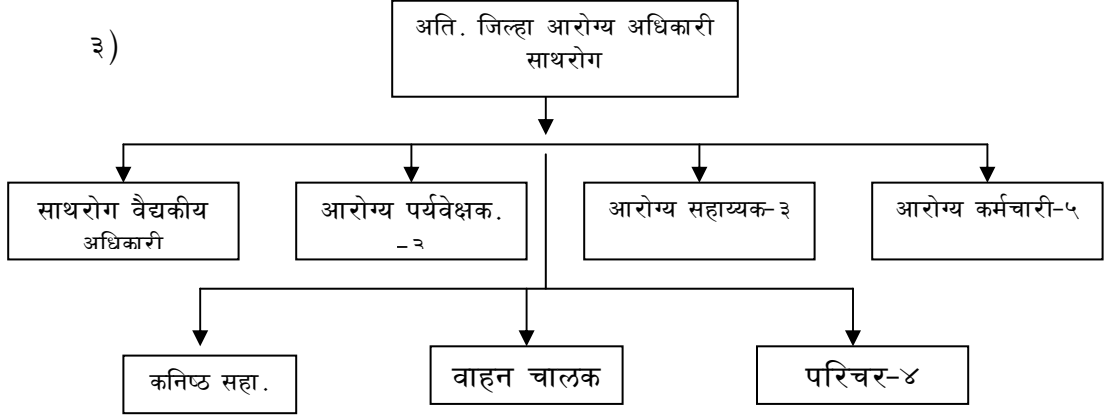 ३)
अति. जिल्हा आरोग्य अधिकारी
साथरोग
साथरोग वैद्यकीय
अधिकारी
आरोग्य पर्यवेक्षक.
-२
आरोग्य सहाय्यक-३
आरोग्य कर्मचारी-५
कनिष्ठ सहा.
वाहन चालक
परिचर-४